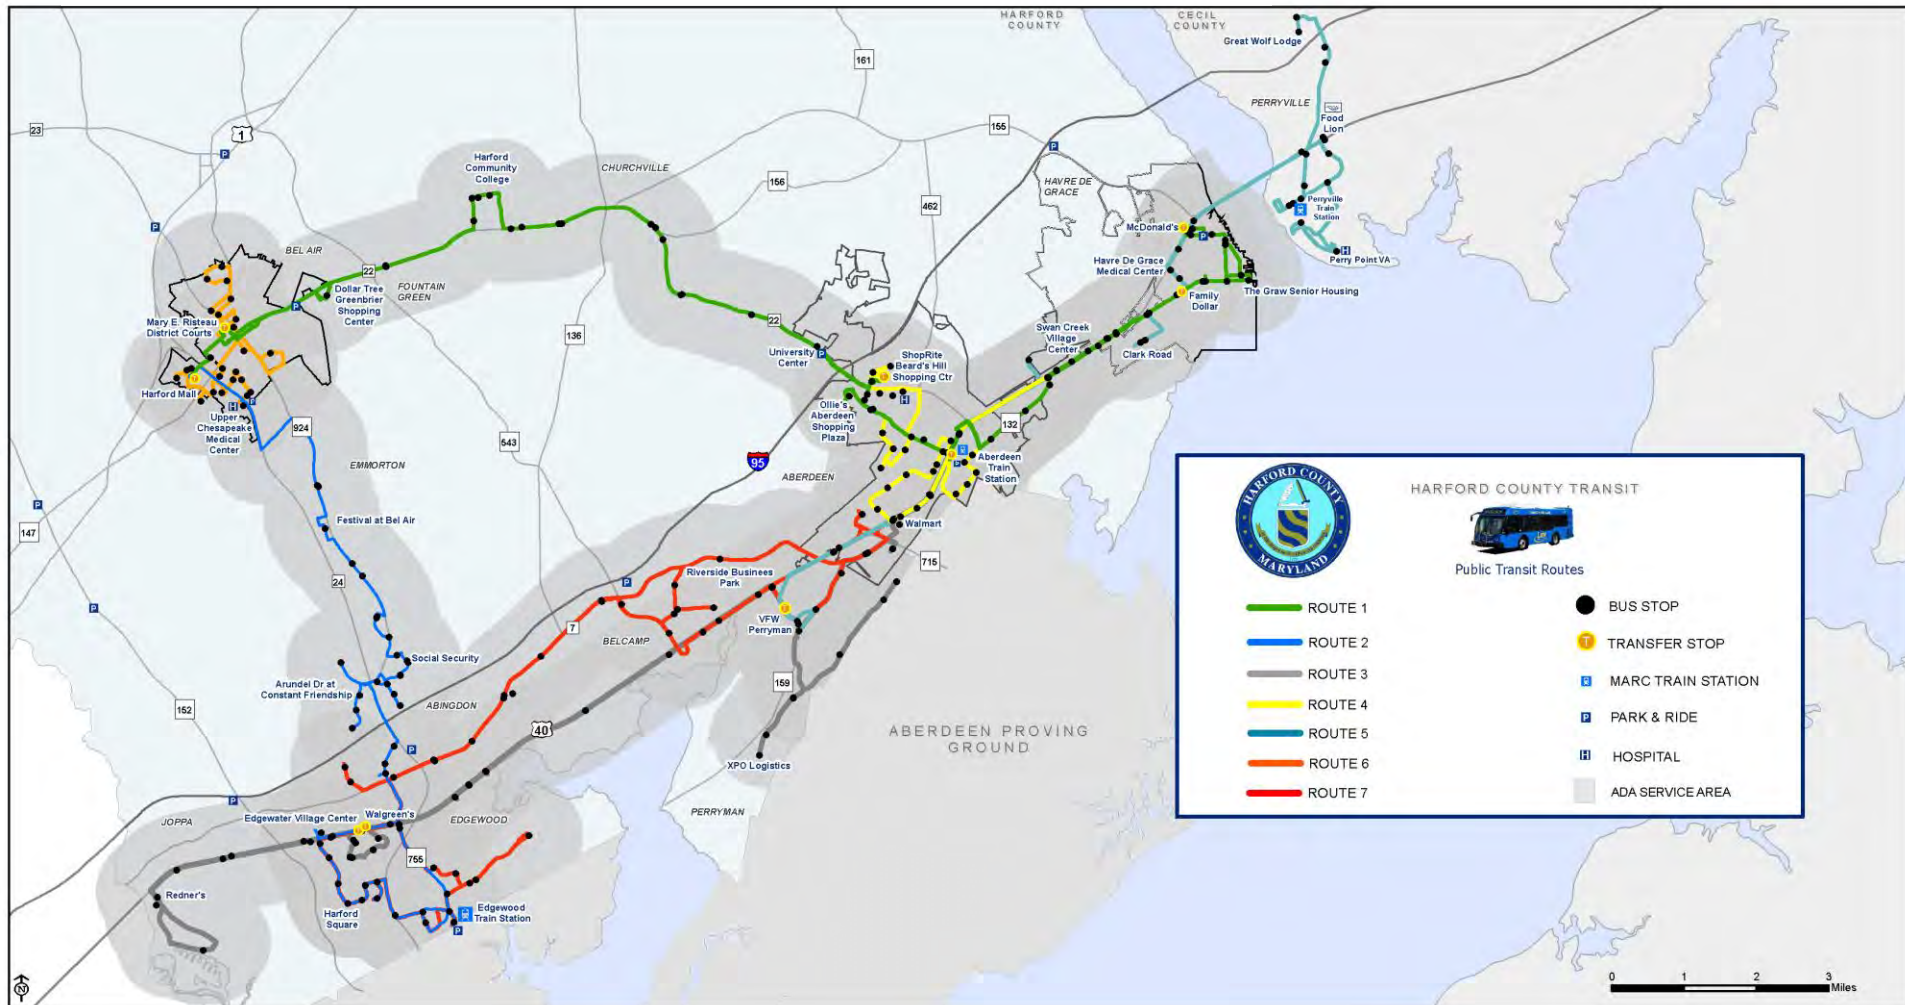 HARFORD
COUNTY
CECIL
COUNTY
Great Wolf Lodge
161
PERRYVILLE
Food
Lion
155
23
1
P
P
Harford
Community
College
CHURCHVILLE
156
HAVRE DE
GRACE
462
Perryville
Train
Station
McDonald's
P
H
Perry Point VA
P
BEL AIR
22
FOUNTAIN
GREEN
Havre De Grace
Medical Center
The Graw Senior Housing
Family
Dollar
Dollar Tree
Greenbrier
Shopping
Center
P
Mary E. Risteau
District Courts
22
136
Swan Creek
Village
Center
Clark Road
University
Center
P
ShopRite
Beard's Hill
Shopping Ctr
H
Harford Mall
P
H
Upper
Chesapeake
Medical
Center
924
Ollie's
Aberdeen
Shopping
Plaza
132
543
EMMORTON
95
ABERDEEN
P
Aberdeen
Train
Station
P
147
Festival at Bel Air
Walmart
715
24
P
P
Riverside Businees
Park
7
BELCAMP
VFW
Perryman
Social Security
Arundel Dr at
Constant Friendship
159
152
ABINGDON
40
ABERDEEN PROVING
GROUND
P
XPO Logistics
P
Walgreen's
Edgewater Village Center
JOPPA
EDGEWOOD
PERRYMAN
755
Redner's
Harford
Square
Edgewood
Train Station
P
N
HARFORD COUNTY
MARYLAND
HARFORD COUNTY TRANSIT
Public Transit Routes
ROUTE 1
ROUTE 2
ROUTE 3
ROUTE 4
ROUTE 5
ROUTE 6
ROUTE 7
BUS STOP
T TRANSFER STOP
MARC TRAIN STATION
P PARK & RIDE
H HOSPITAL
ADA SERVICE AREA
0 1 2 3
Miles